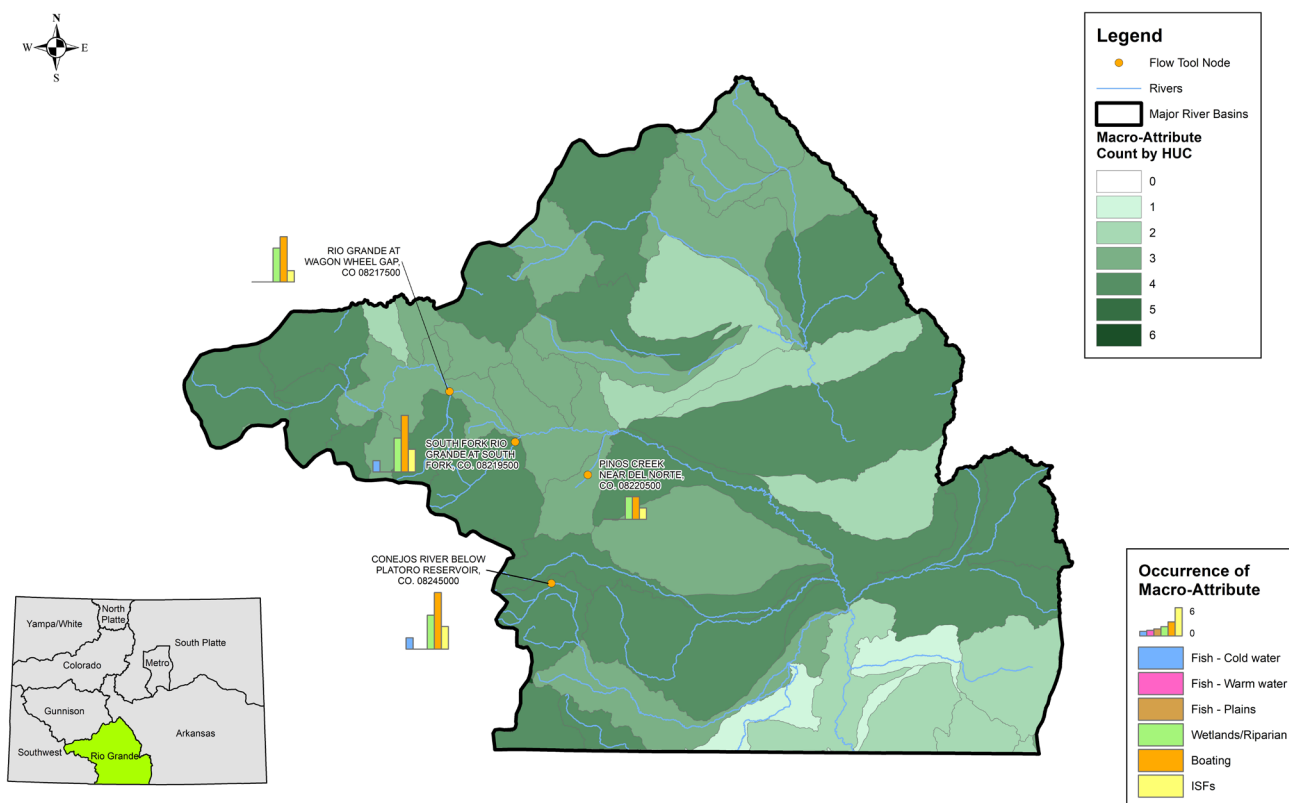 N
W
E
S
Legend
Flow Tool Node
Rivers
Major River Basins
Macro-Attribute
Count by HUC
0
1
2
3
4
5
6
RIO GRANDE AT
WAGON WHEEL GAP,
CO 08217500
SOUTH FORK RIO
GRANDE AT SOUTH
FORK, CO. 08219500
PINOS CREEK
NEAR DEL NORTE,
CO. 08220500
CONEJOS RIVER BELOW
PLATORO RESERVOIR,
CO. 08245000
Occurrence of
Macro-Attribute
6
0
Fish - Cold water
Fish - Warm water
Fish - Plains
Wetlands/Riparian
Boating
ISFs
Yampa/White
North
Platte
South Platte
Colorado
Metro
Gunnison
Arkansas
Southwest
Rio Grande